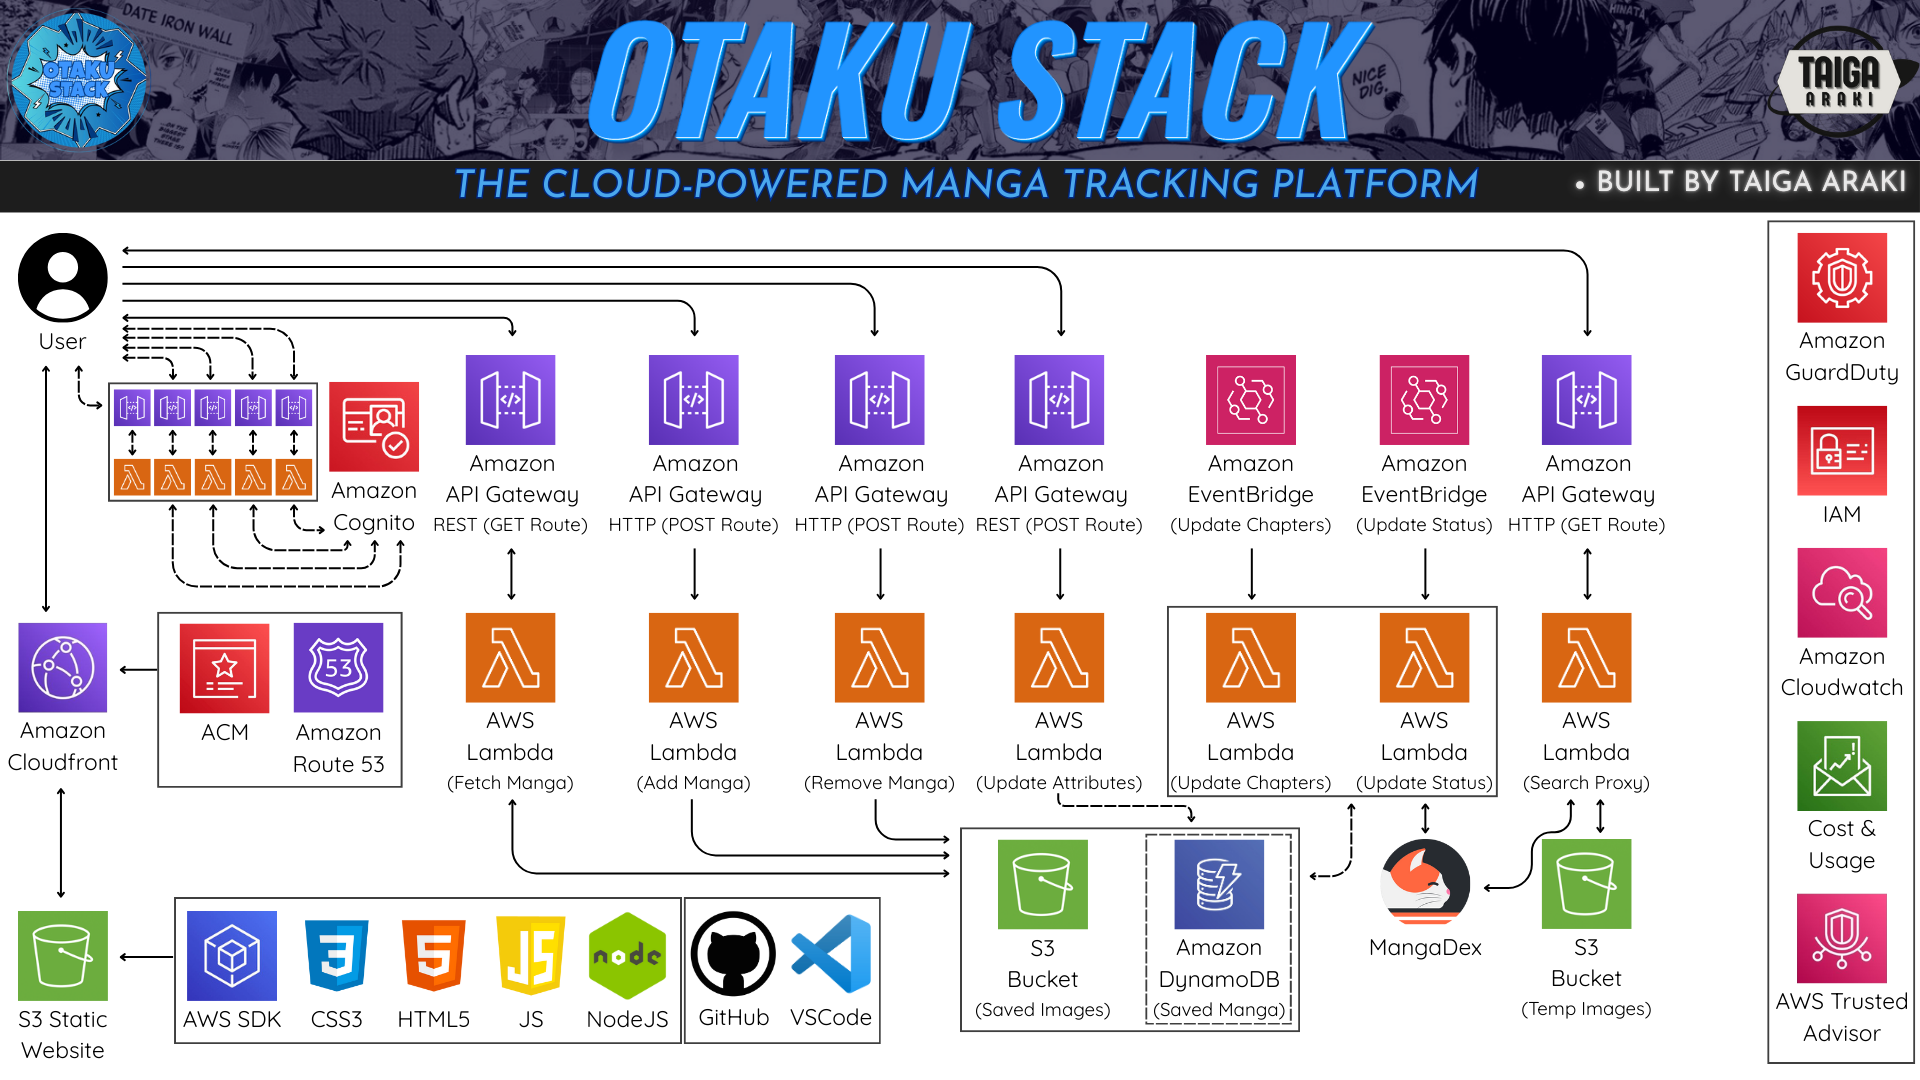 DATE IRON WALL
OTAKU
STACK
OTAKU STACK
NICE
DIG.
HINATA
TAIGA
ARAKI
THE CLOUD-POWERED MANGA TRACKING PLATFORM
• BUILT BY TAIGA ARAKI
User
Amazon
Cognito
Amazon
API Gateway
REST (GET Route)
Amazon
API Gateway
HTTP (POST Route)
Amazon
API Gateway
HTTP (POST Route)
Amazon
API Gateway
REST (POST Route)
Amazon
EventBridge
(Update Chapters)
Amazon
EventBridge
(Update Status)
Amazon
API Gateway
HTTP (GET Route)
Amazon
Cloudfront
ACM
53
Amazon
Route 53
AWS
Lambda
(Fetch Manga)
AWS
Lambda
(Add Manga)
AWS
Lambda
(Remove Manga)
AWS
Lambda
(Update Attributes)
AWS
Lambda
(Update Chapters)
AWS
Lambda
(Update Status)
AWS
Lambda
(Search Proxy)
S3 Static
Website
AWS SDK
3
CSS3
5
HTML5
JS
JS
node
NodeJS
GitHub
VSCode
S3
Bucket
(Saved Images)
Amazon
DynamoDB
(Saved Manga)
MangaDex
S3
Bucket
(Temp Images)
Amazon
GuardDuty
IAM
Amazon
Cloudwatch
Cost &
Usage
AWS Trusted
Advisor